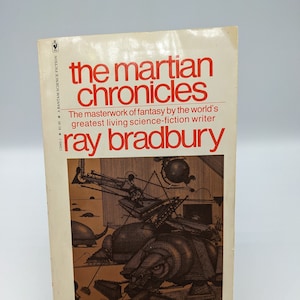 the martian
chronicles
The masterwork of fantasy by the world's
greatest living science-fiction writer
ray bradbury